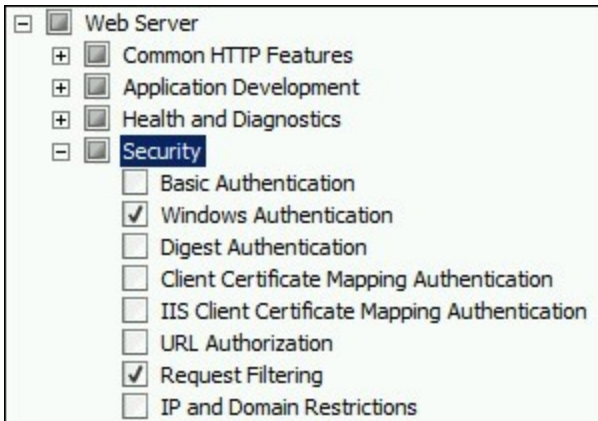 Web Server
Common HTTP Features
Application Development
Health and Diagnostics
Security
Basic Authentication
Windows Authentication
Digest Authentication
Client Certificate Mapping Authentication
IIS Client Certificate Mapping Authentication
URL Authorization
Request Filtering
IP and Domain Restrictions